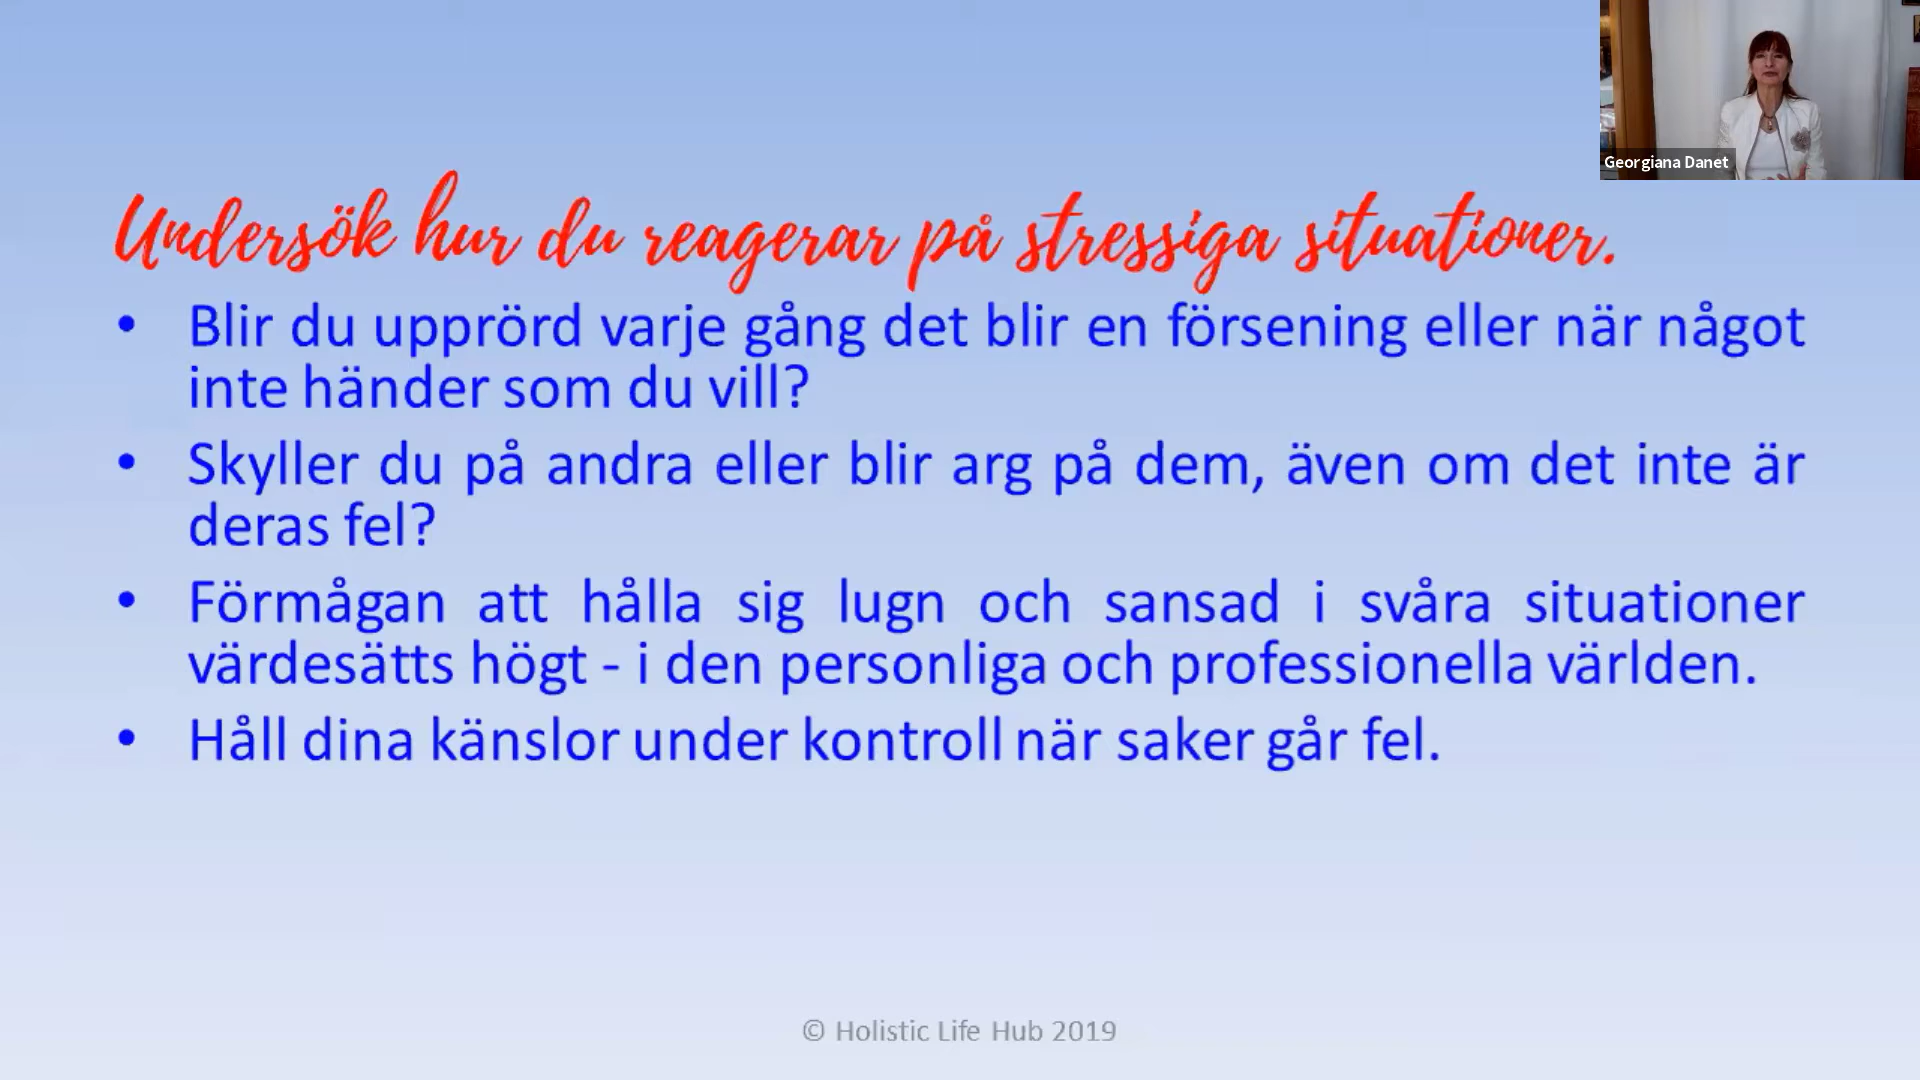 Georgiana Danet
Undersök hur du reagerar på stressiga situationer.
• Blir du upprörd varje gång det blir en försening eller när något
inte händer som du vill?
• Skyller du på andra eller blir arg på dem, även om det inte är
deras fel?
• Förmågan att hålla sig lugn och sansad i svåra situationer
värdesätts högt - i den personliga och professionella världen.
• Håll dina känslor under kontroll när saker går fel.
© Holistic Life Hub 2019